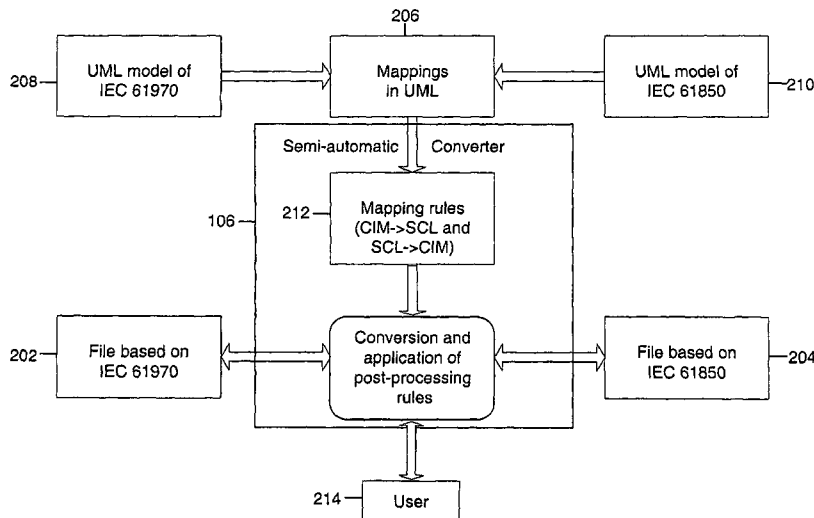 206
208
UML model of
IEC 61970
Mappings
in UML
UML model of
IEC 61850
210
Semi-automatic Converter
106
212
Mapping rules
(CIM->SCL and
SCL->CIM)
202
File based on
IEC 61970
Conversion and
application of
post-processing
rules
File based on
IEC 61850
204
214
User